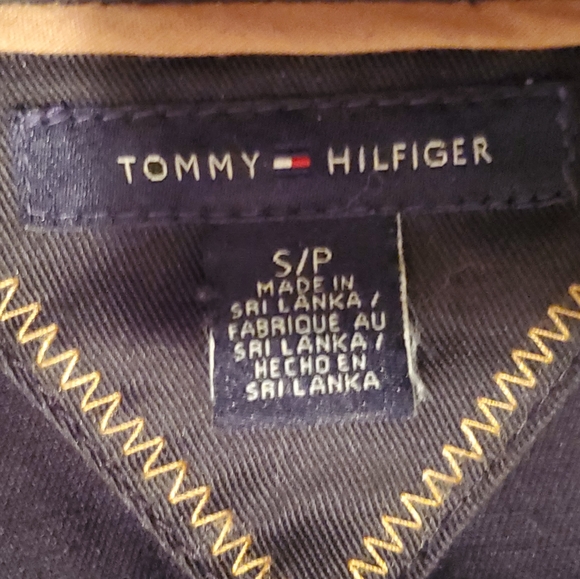 TOMMY HILFIGER
S/P
MADE IN
SRI LANKA /
FABRIQUE AU
SRI LANKA /
HECHO EN
SRI LANKA